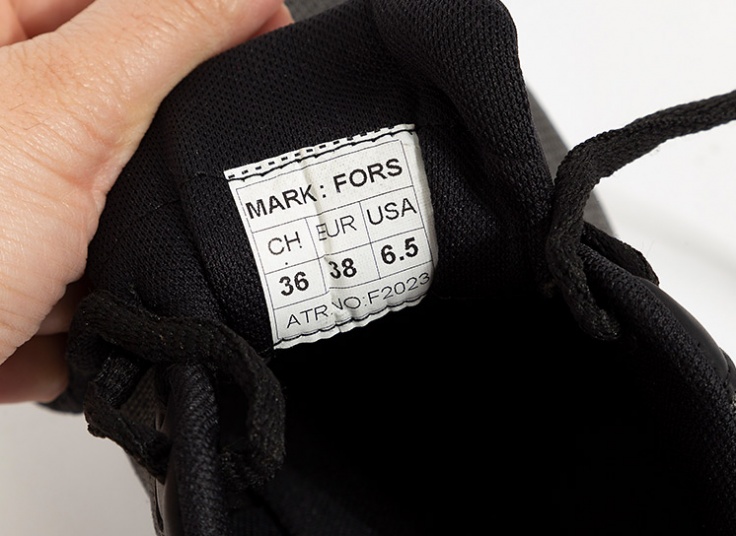 MARK: FORS
CH EUR USA
36 38 6.5
ATR.NO:F2023